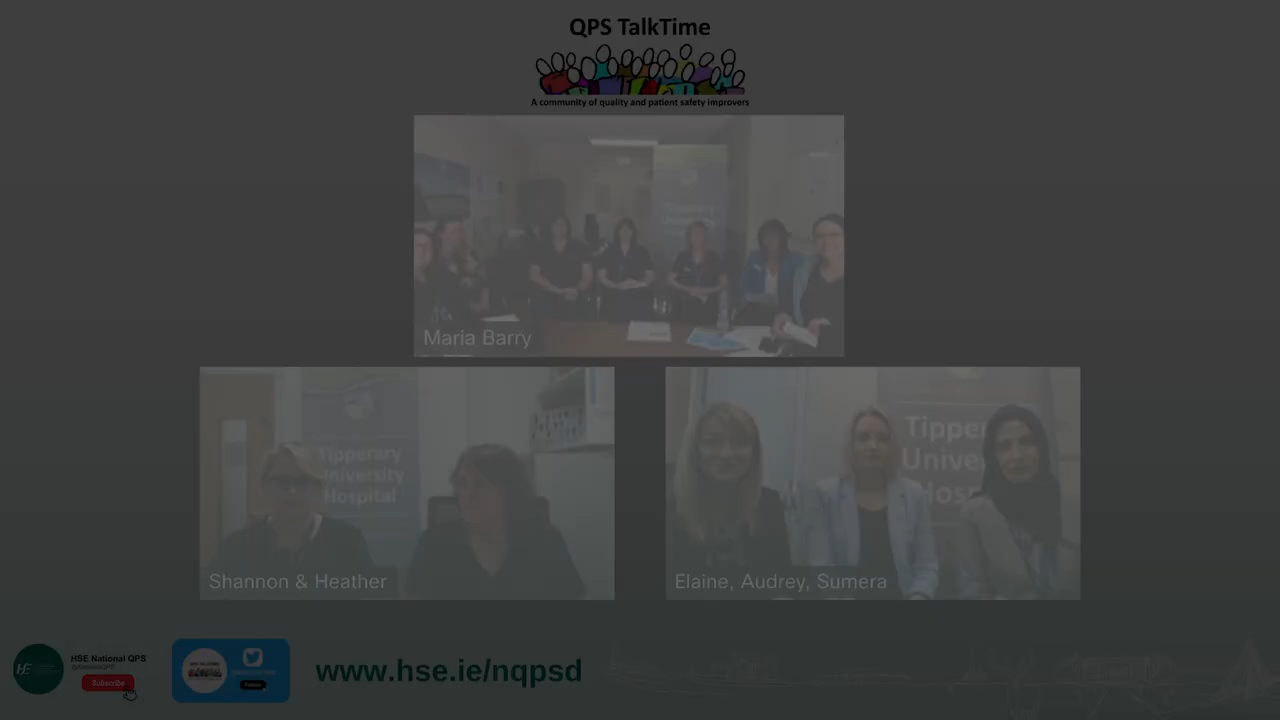 QPS TalkTime
A community of quality and patient safety improvers
Maria Barry
Tipperary
University
Hospital
Shannon & Heather
Tipper
Unive
Hosp
Elaine, Audrey, Sumera
HSE National QPS
Subscribe
www.hse.ie/nqpsd